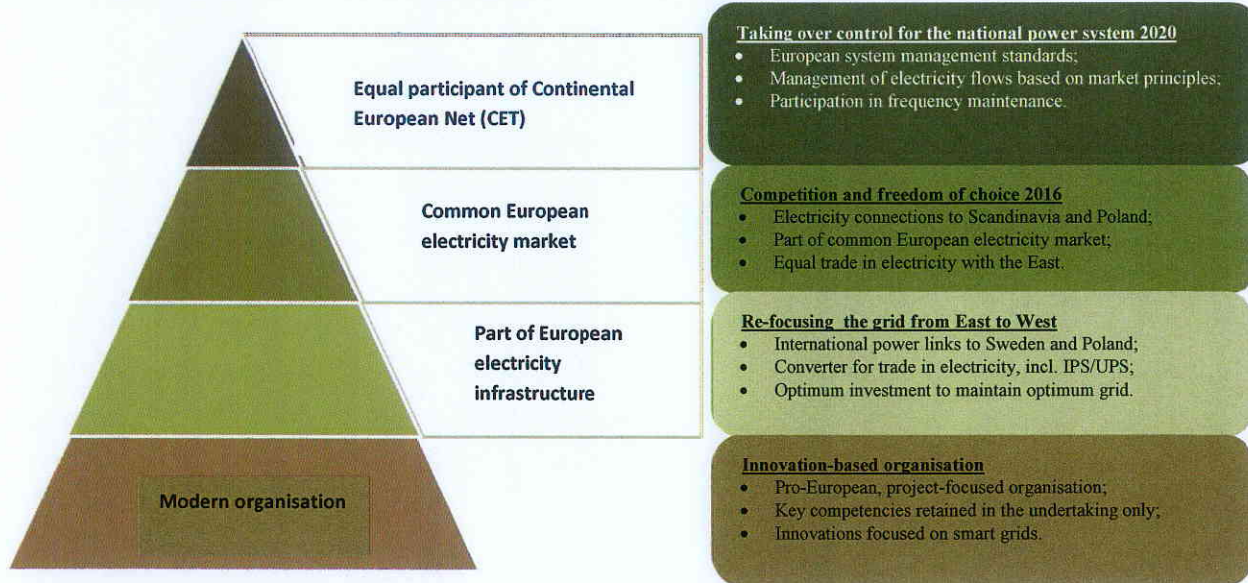 Equal participant of Continental
European Net (CET)
Taking over control for the national power system 2020
• European system management standards;
• Management of electricity flows based on market principles;
• Participation in frequency maintenance.
Common European
electricity market
Competition and freedom of choice 2016
• Electricity connections to Scandinavia and Poland;
• Part of common European electricity market;
• Equal trade in electricity with the East.
Part of European
electricity
infrastructure
Re-focusing the grid from East to West
• International power links to Sweden and Poland;
• Converter for trade in electricity, incl. IPS/UPS;
• Optimum investment to maintain optimum grid.
Modern organisation
Innovation-based organisation
• Pro-European, project-focused organisation;
• Key competencies retained in the undertaking only;
• Innovations focused on smart grids.